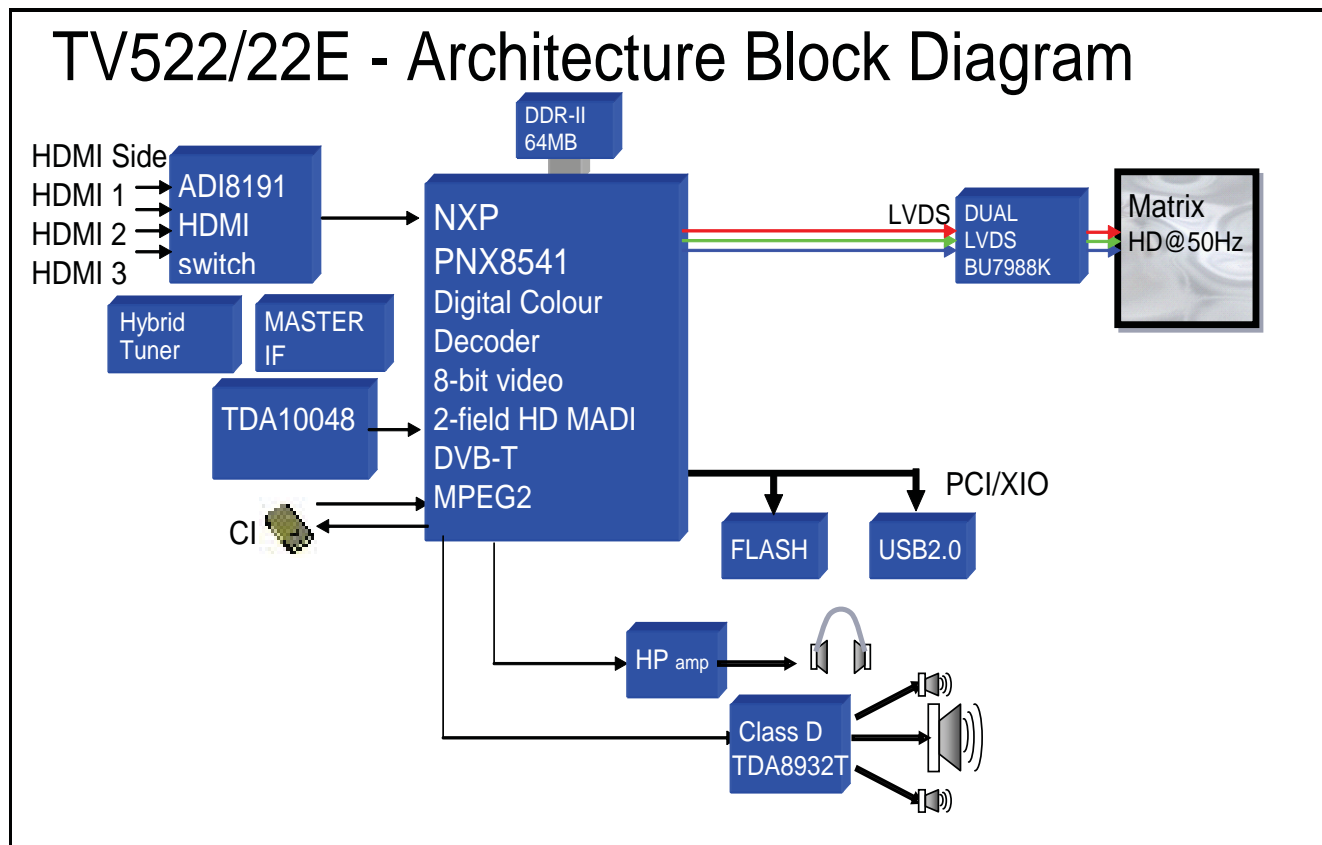 TV522/22E - Architecture Block Diagram
DDR-II
64MB
HDMI Side
HDMI 1
HDMI 2
HDMI 3
ADI8191
HDMI
switch
NXP
PNX8541
Digital Colour
Decoder
8-bit video
2-field HD MADI
DVB-T
MPEG2
LVDS
DUAL
LVDS
BU7988K
Matrix
HD@50Hz
Hybrid
Tuner
MASTER
IF
TDA10048
CI
PCI/XIO
FLASH
USB2.0
HP amp
Class D
TDA8932T